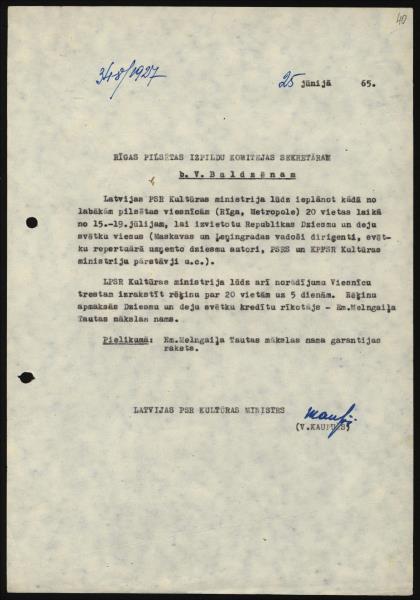 40
348/1927
25 jūnijā 65.
RĪGAS PILSĒTAS IZPILDU KOMITEJAS SEKRETĀRAM
b. V. Buldzēnam
Latvijas PSR Kultūras ministrija lūdz ieplānot kādā no
labākām pilsētas viesnīcām (Rīga, Metropole) 20 vietas laikā
no 15.-19.jūlijam, lai izvietotu Republikas Dziesmu un deju
svētku viesus (Maskavas un Ļeņingradas vadoši diriģenti, svēt-
ku repertuārā uzņemto dziesmu autori, PSRS un KPFSR Kultūras
ministriju pārstāvji u.c.).
LPSR Kultūras ministrija lūdz arī norādījumu Viesnīcu
trestam izrakstīt rēķinu par 20 vietām uz 5 dienām. Rēķinu
apmaksās Dziesmu un deju svētku kredītu rīkotājs - Em.Melngaiļa
Tautas mākslas nams.
Pielikumā: Em.Melngaiļa Tautas mākslas nama garantijas
raksts.
LATVIJAS PSR KULTŪRAS MINISTRS
(V.KAUPUŽS)